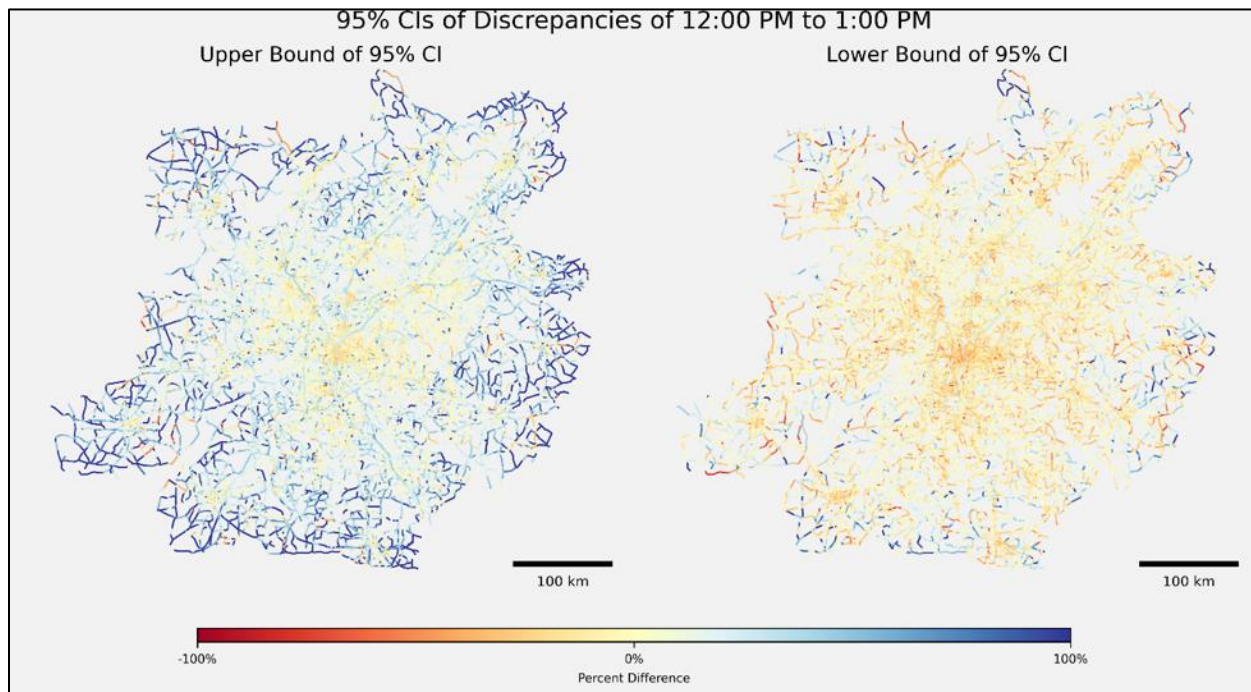 95% CIs of Discrepancies of 12:00 PM to 1:00 PM
Upper Bound of 95% CI
Lower Bound of 95% CI
100 km
100 km
-100%
0%
100%
Percent Difference